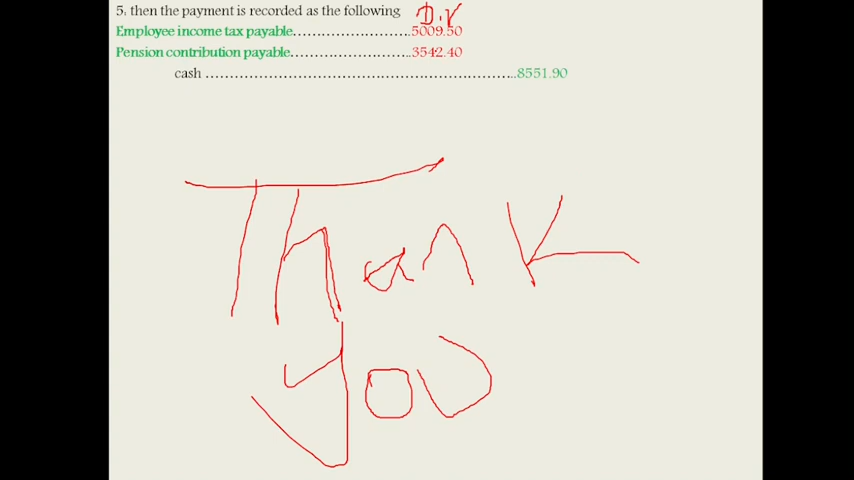 5. then the payment is recorded as the following D.r
Employee income tax payable.........................5009.50
Pension contribution payable..........................3542.40
cash ..................................................................8551.90
Thank
you